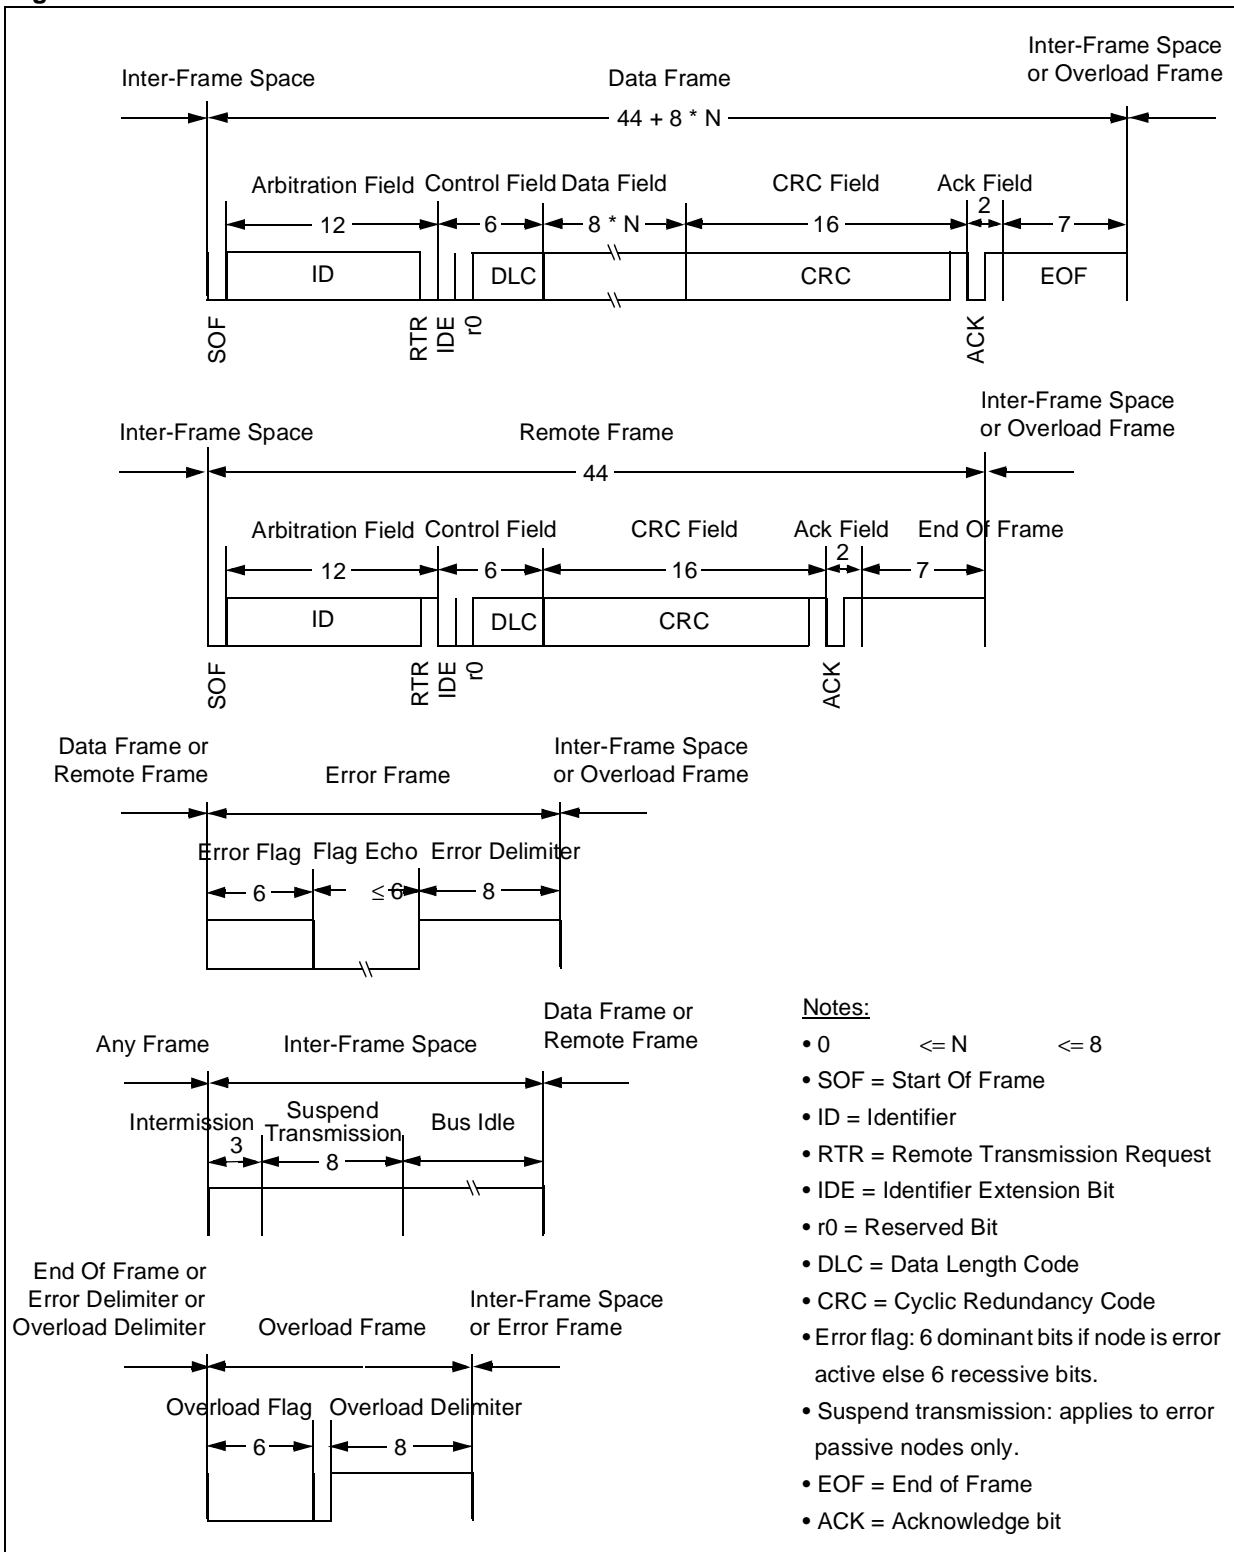 Inter-Frame Space
or Overload Frame
Inter-Frame Space
Data Frame
44 + 8 * N
Arbitration Field
Control Field
Data Field
CRC Field
Ack Field
12
6
8 * N
16
2
7
ID
DLC
CRC
EOF
SOF
RTR
IDE
r0
ACK
Inter-Frame Space
or Overload Frame
Inter-Frame Space
Remote Frame
44
Arbitration Field
Control Field
CRC Field
Ack Field
End Of Frame
12
6
16
2
7
ID
DLC
CRC
SOF
RTR
IDE
r0
ACK
Data Frame or
Remote Frame
Error Frame
Inter-Frame Space
or Overload Frame
Error Flag
Flag Echo
Error Delimiter
6
≤ 6
8
Any Frame
Inter-Frame Space
Data Frame or
Remote Frame
Intermission
Suspend
Transmission
Bus Idle
3
8
End Of Frame or
Error Delimiter or
Overload Delimiter
Overload Frame
Inter-Frame Space
or Error Frame
Overload Flag
Overload Delimiter
6
8
Notes:
• 0 <= N <= 8
• SOF = Start Of Frame
• ID = Identifier
• RTR = Remote Transmission Request
• IDE = Identifier Extension Bit
• r0 = Reserved Bit
• DLC = Data Length Code
• CRC = Cyclic Redundancy Code
• Error flag: 6 dominant bits if node is error
active else 6 recessive bits.
• Suspend transmission: applies to error
passive nodes only.
• EOF = End of Frame
• ACK = Acknowledge bit